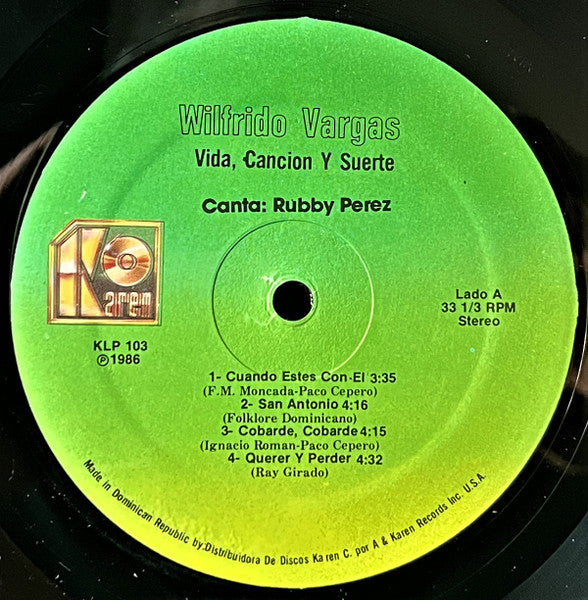 Wilfrido Vargas
Vida, Cancion Y Suerte
Canta: Rubby Perez
Karen
KLP 103
Ⓟ1986
Lado A
33 1/3 RPM
Stereo
1- Cuando Estes Con El 3:35
(F.M. Moncada-Paco Cepero)
2- San Antonio 4:16
(Folklore Dominicano)
3- Cobarde, Cobarde 4:15
(Ignacio Roman-Paco Cepero)
4- Querer Y Perder 4:32
(Ray Girado)
Made in Dominican Republic by:Distribuidora De Discos Karen C. por A & Karen Records Inc. U.S.A.